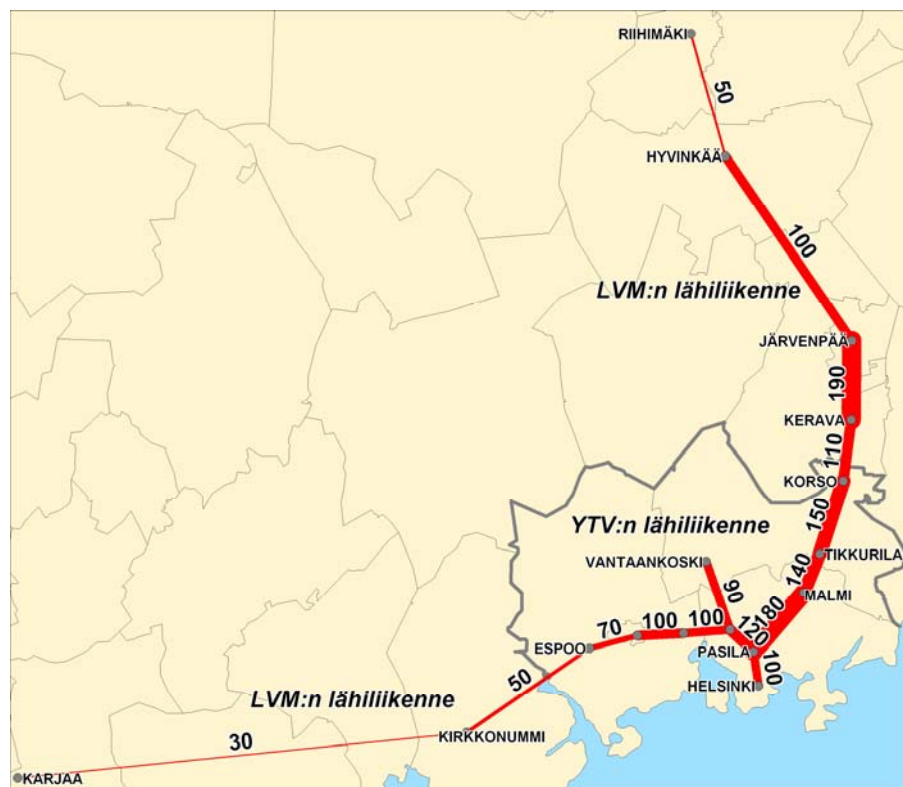 RIIHIMÄKI
50
HYVINKÄÄ
100
LVM:n lähiliikenne
JÄRVENPÄÄ
190
KERAVA
110
KORSO
150
YTV:n lähiliikenne
TIKKURILA
VANTAANKOSKI
140
MALMI
90
180
100
100
120
70
ESPOO
PASILA
100
HELSINKI
50
LVM:n lähiliikenne
KIRKKONUMMI
30
KARJAA